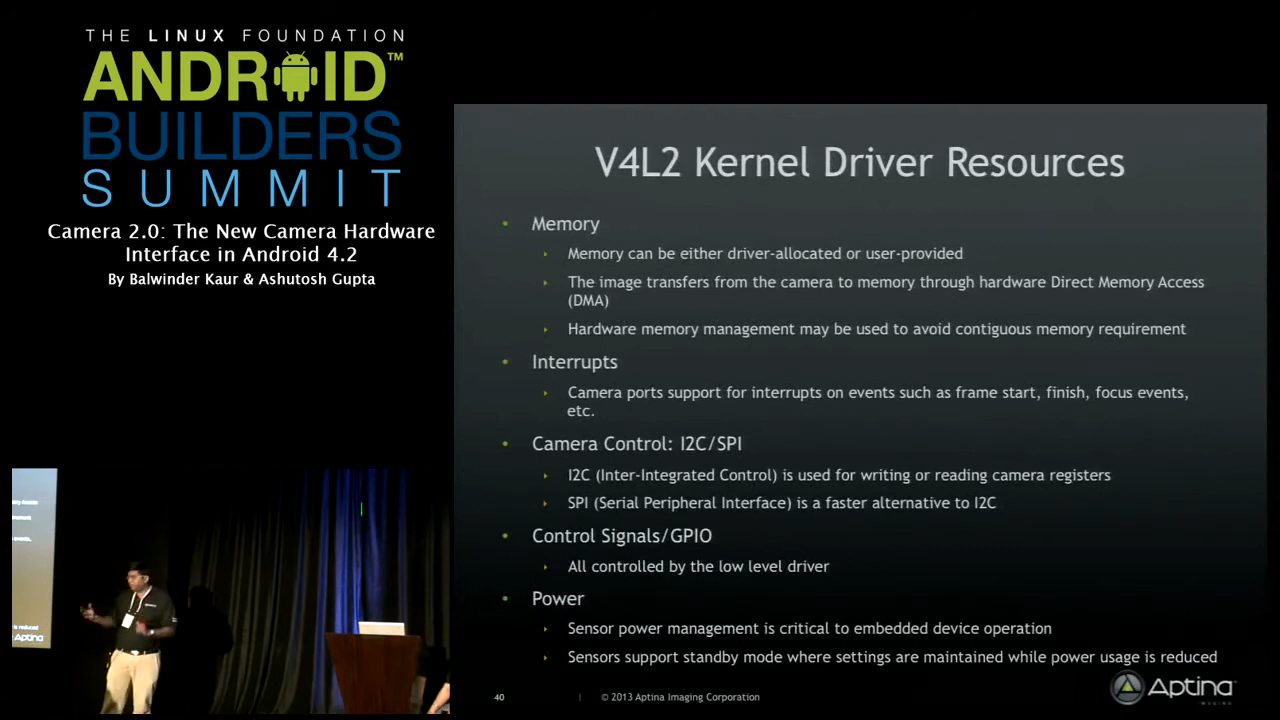 THE LINUX FOUNDATION
ANDROID™
BUILDERS
SUMMIT
Camera 2.0: The New Camera Hardware
Interface in Android 4.2
By Balwinder Kaur & Ashutosh Gupta
V4L2 Kernel Driver Resources
• Memory
‣ Memory can be either driver-allocated or user-provided
‣ The image transfers from the camera to memory through hardware Direct Memory Access
(DMA)
‣ Hardware memory management may be used to avoid contiguous memory requirement
• Interrupts
‣ Camera ports support for interrupts on events such as frame start, finish, focus events,
etc.
• Camera Control: I2C/SPI
‣ I2C (Inter-Integrated Control) is used for writing or reading camera registers
‣ SPI (Serial Peripheral Interface) is a faster alternative to I2C
• Control Signals/GPIO
‣ All controlled by the low level driver
• Power
‣ Sensor power management is critical to embedded device operation
‣ Sensors support standby mode where settings are maintained while power usage is reduced
40 | © 2013 Aptina Imaging Corporation
Aptina
IMAGING
is reduced
Aptina